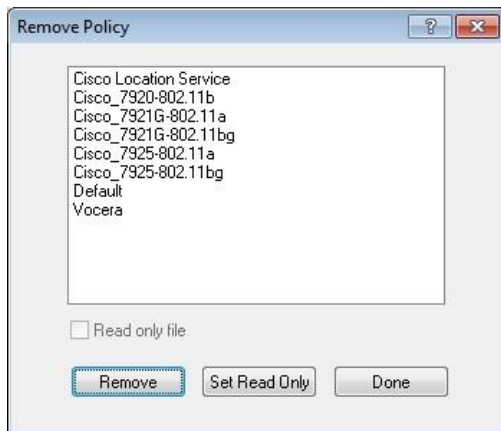 Remove Policy
?
Cisco Location Service
Cisco_7920-802.11b
Cisco_7921G-802.11a
Cisco_7921G-802.11bg
Cisco_7925-802.11a
Cisco_7925-802.11bg
Default
Vocera
Read only file
Remove
Set Read Only
Done